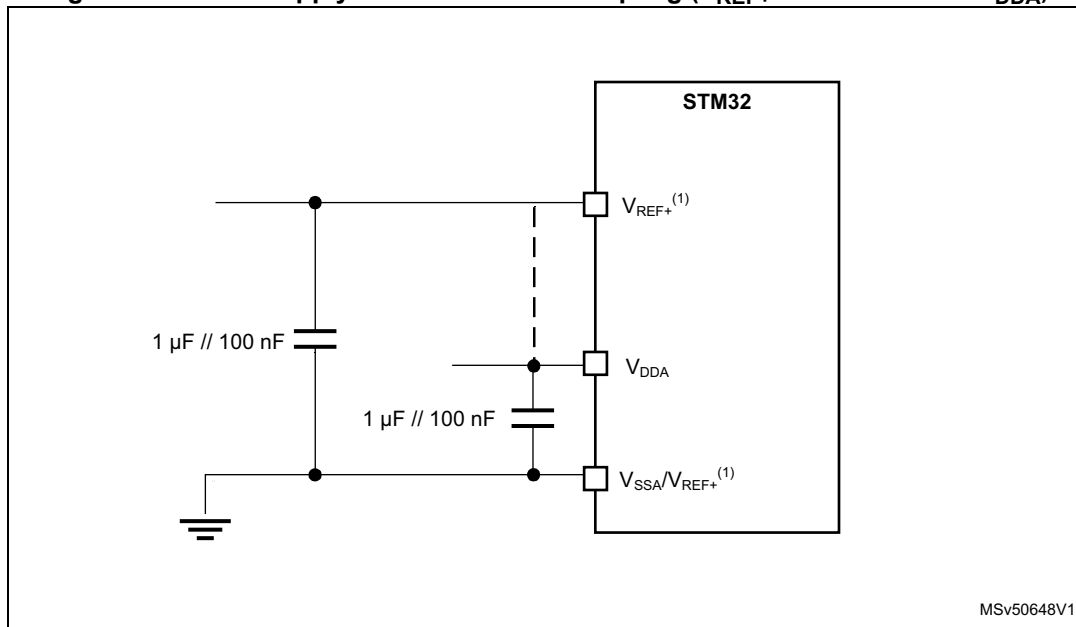 STM32
VREF+(1)
1 µF // 100 nF
VDDA
1 µF // 100 nF
VSSA/VREF+(1)
MSv50648V1